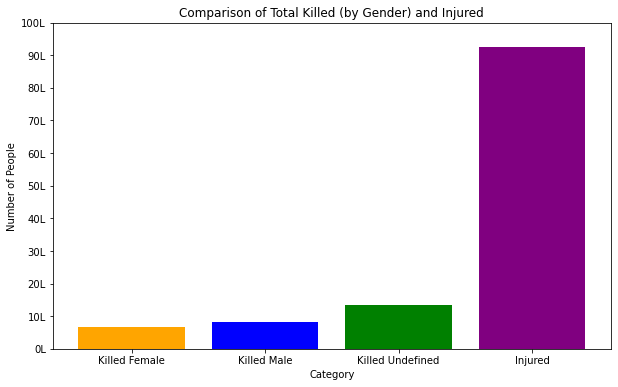 Comparison of Total Killed (by Gender) and Injured
100L
90L
80L
70L
60L
50L
40L
30L
20L
10L
0L
Number of People
Killed Female
Killed Male
Killed Undefined
Injured
Category